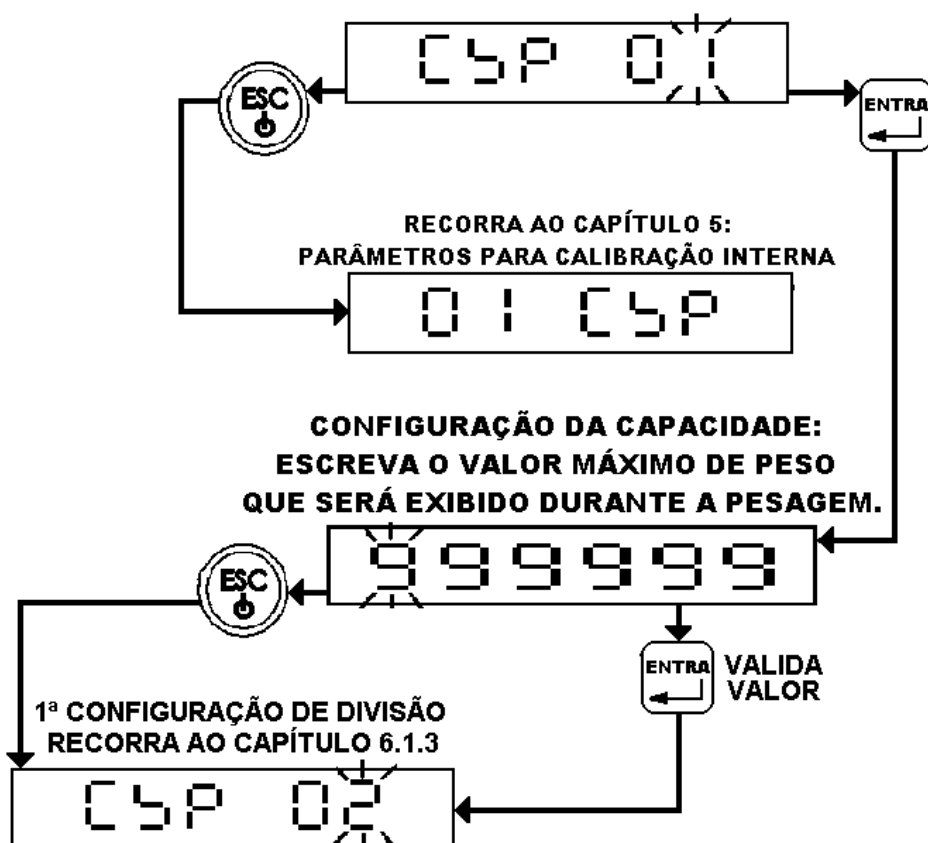 CSP 01
ESC
ENTRA
RECORRA AO CAPÍTULO 5:
PARÂMETROS PARA CALIBRAÇÃO INTERNA
01 CSP
CONFIGURAÇÃO DA CAPACIDADE:
ESCREVA O VALOR MÁXIMO DE PESO
QUE SERÁ EXIBIDO DURANTE A PESAGEM.
999999
ESC
ENTRA
VALIDA
VALOR
1ª CONFIGURAÇÃO DE DIVISÃO
RECORRA AO CAPÍTULO 6.1.3
CSP 02